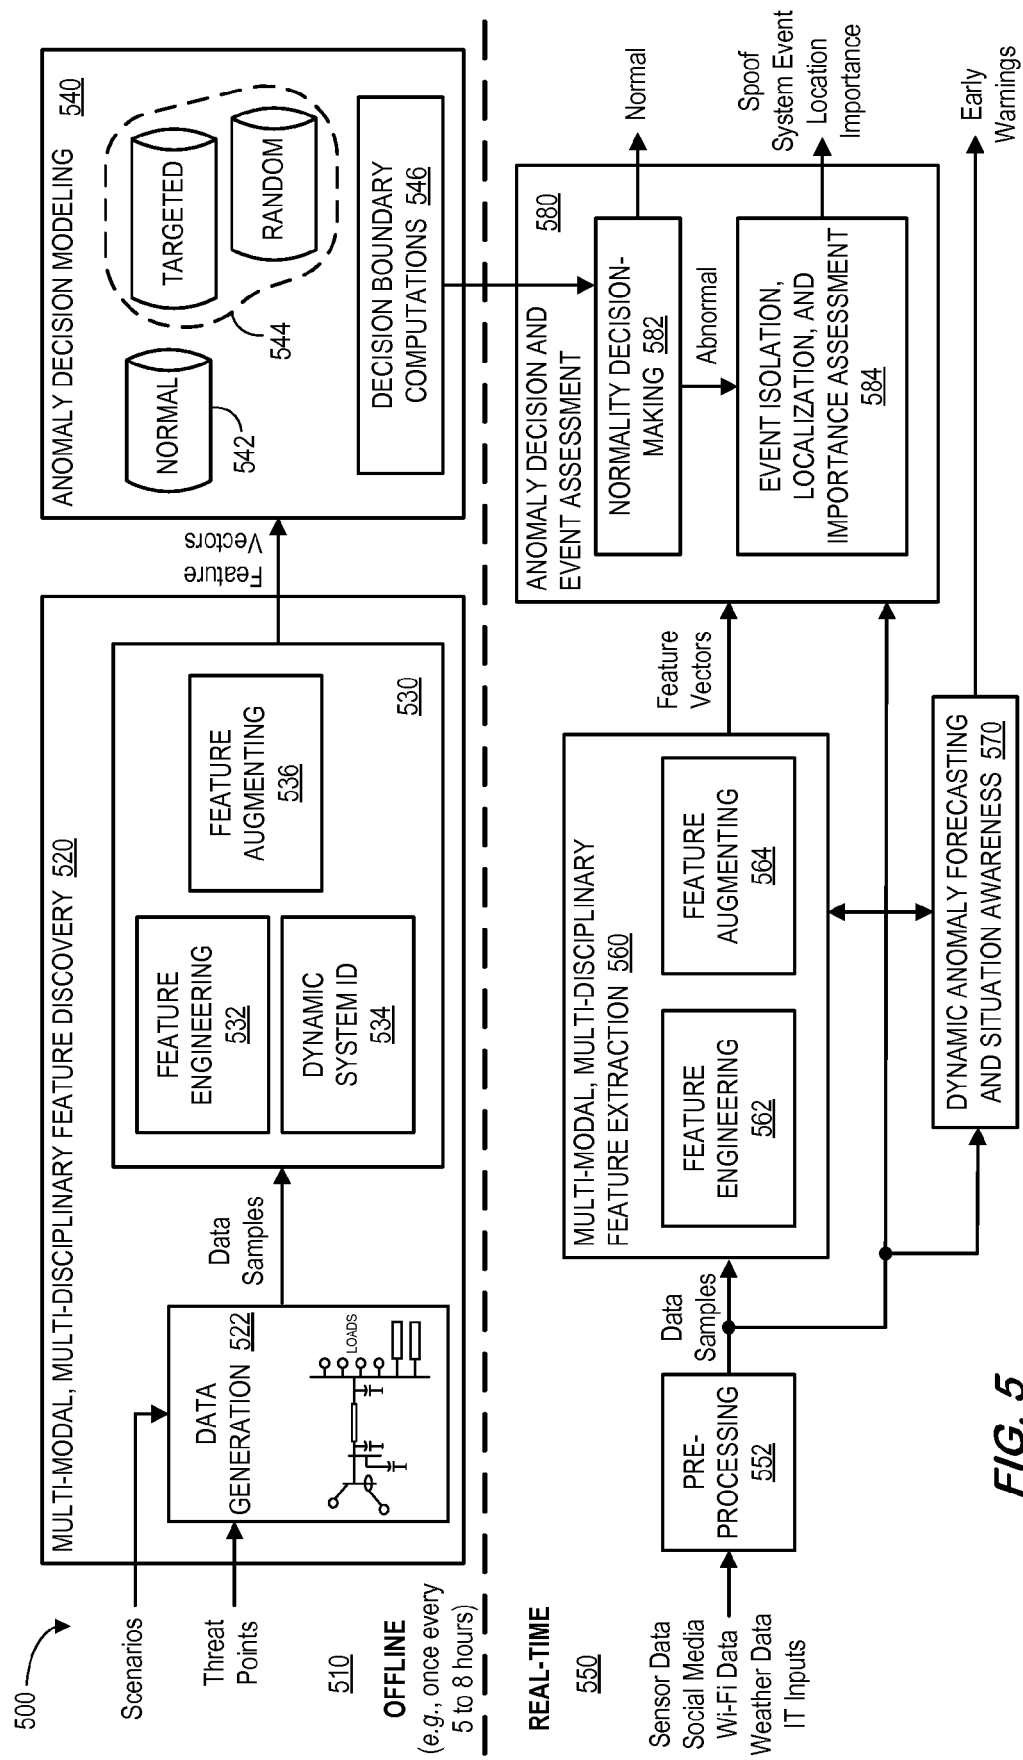 500
Scenarios
Threat
Points
510
OFFLINE
(e.g., once every
5 to 8 hours)
MULTI-MODAL, MULTI-DISCIPLINARY FEATURE DISCOVERY 520
DATA
GENERATION 522
LOADS
Data
Samples
FEATURE
ENGINEERING
532
DYNAMIC
SYSTEM ID
534
FEATURE
AUGMENTING
536
530
Feature
Vectors
ANOMALY DECISION MODELING 540
NORMAL
542
TARGETED
RANDOM
544
DECISION BOUNDARY
COMPUTATIONS 546
REAL-TIME
550
Sensor Data
Social Media
Wi-Fi Data
Weather Data
IT Inputs
PRE-
PROCESSING
552
Data
Samples
MULTI-MODAL, MULTI-DISCIPLINARY
FEATURE EXTRACTION 560
FEATURE
ENGINEERING
562
FEATURE
AUGMENTING
564
Feature
Vectors
DYNAMIC ANOMALY FORECASTING
AND SITUATION AWARENESS 570
ANOMALY DECISION AND
EVENT ASSESSMENT
580
NORMALITY DECISION-
MAKING 582
Abnormal
EVENT ISOLATION,
LOCALIZATION, AND
IMPORTANCE ASSESSMENT
584
Normal
Spoof
System Event
Location
Importance
Early
Warnings
FIG. 5